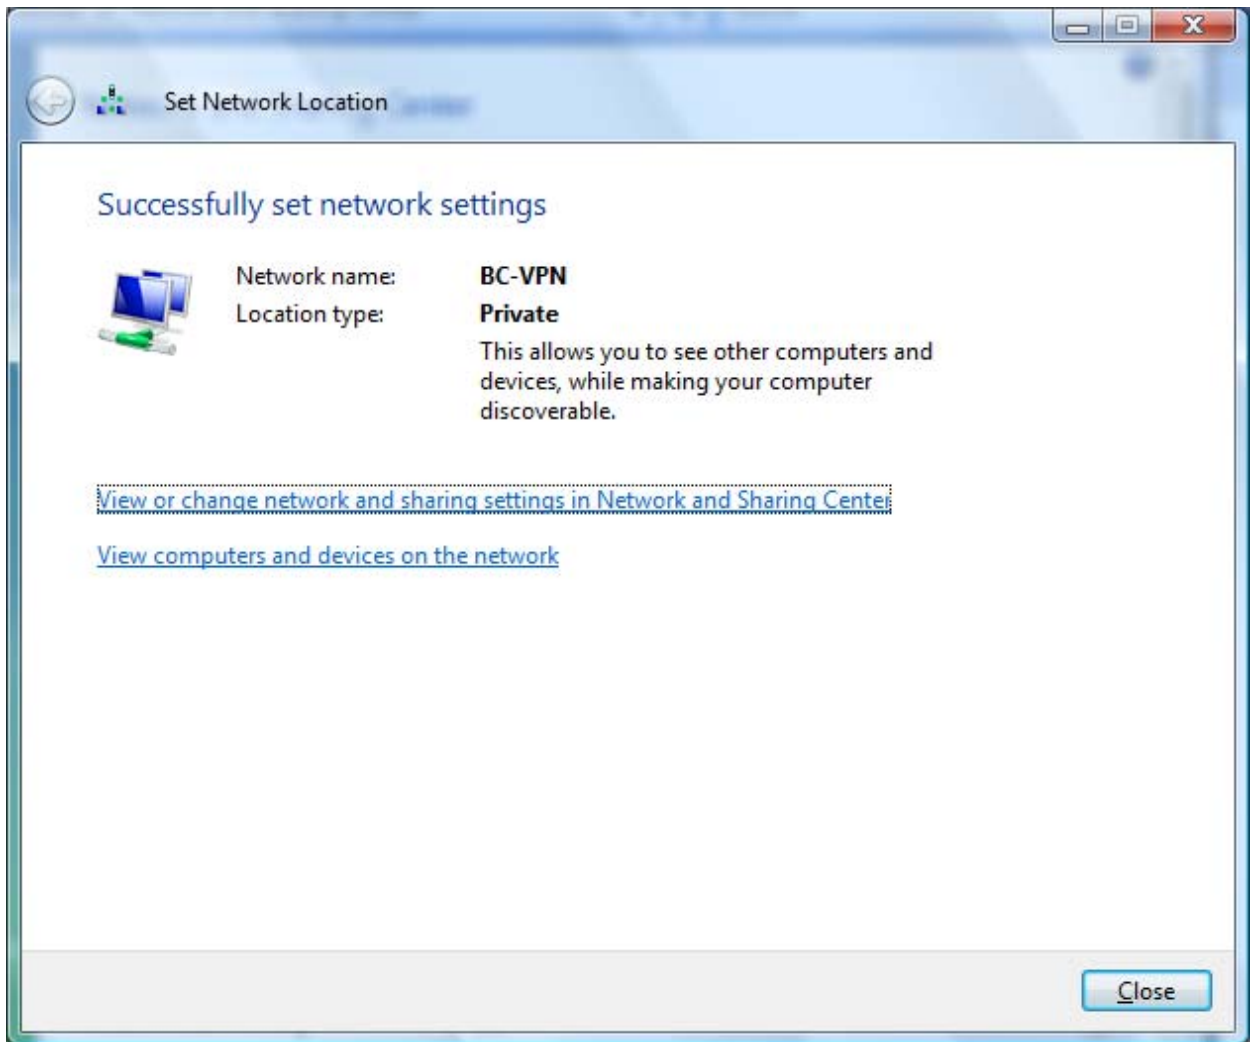 Set Network Location
Successfully set network settings
Network name: BC-VPN
Location type: Private
This allows you to see other computers and
devices, while making your computer
discoverable.
View or change network and sharing settings in Network and Sharing Center
View computers and devices on the network
Close